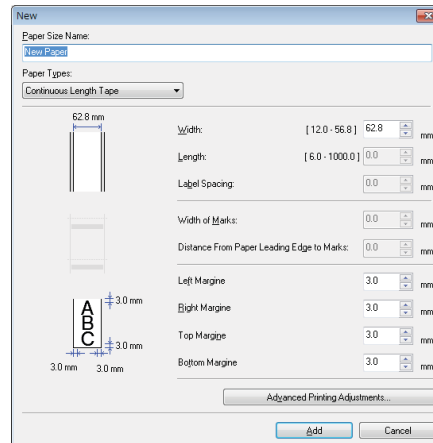 New
Paper Size Name:
New Paper
Paper Types:
Continuous Length Tape
62.8 mm
Width: [ 12.0 - 56.8 ] 62.8 mm
Length: [ 6.0 - 1000.0 ] 0.0 mm
Label Spacing: 0.0 mm
Width of Marks: 0.0 mm
Distance From Paper Leading Edge to Marks: 0.0 mm
Left Margine 3.0 mm
Right Margine 3.0 mm
Top Margine 3.0 mm
Bottom Margine 3.0 mm
A
B
C
3.0 mm
3.0 mm
3.0 mm 3.0 mm
Advanced Printing Adjustments...
Add Cancel